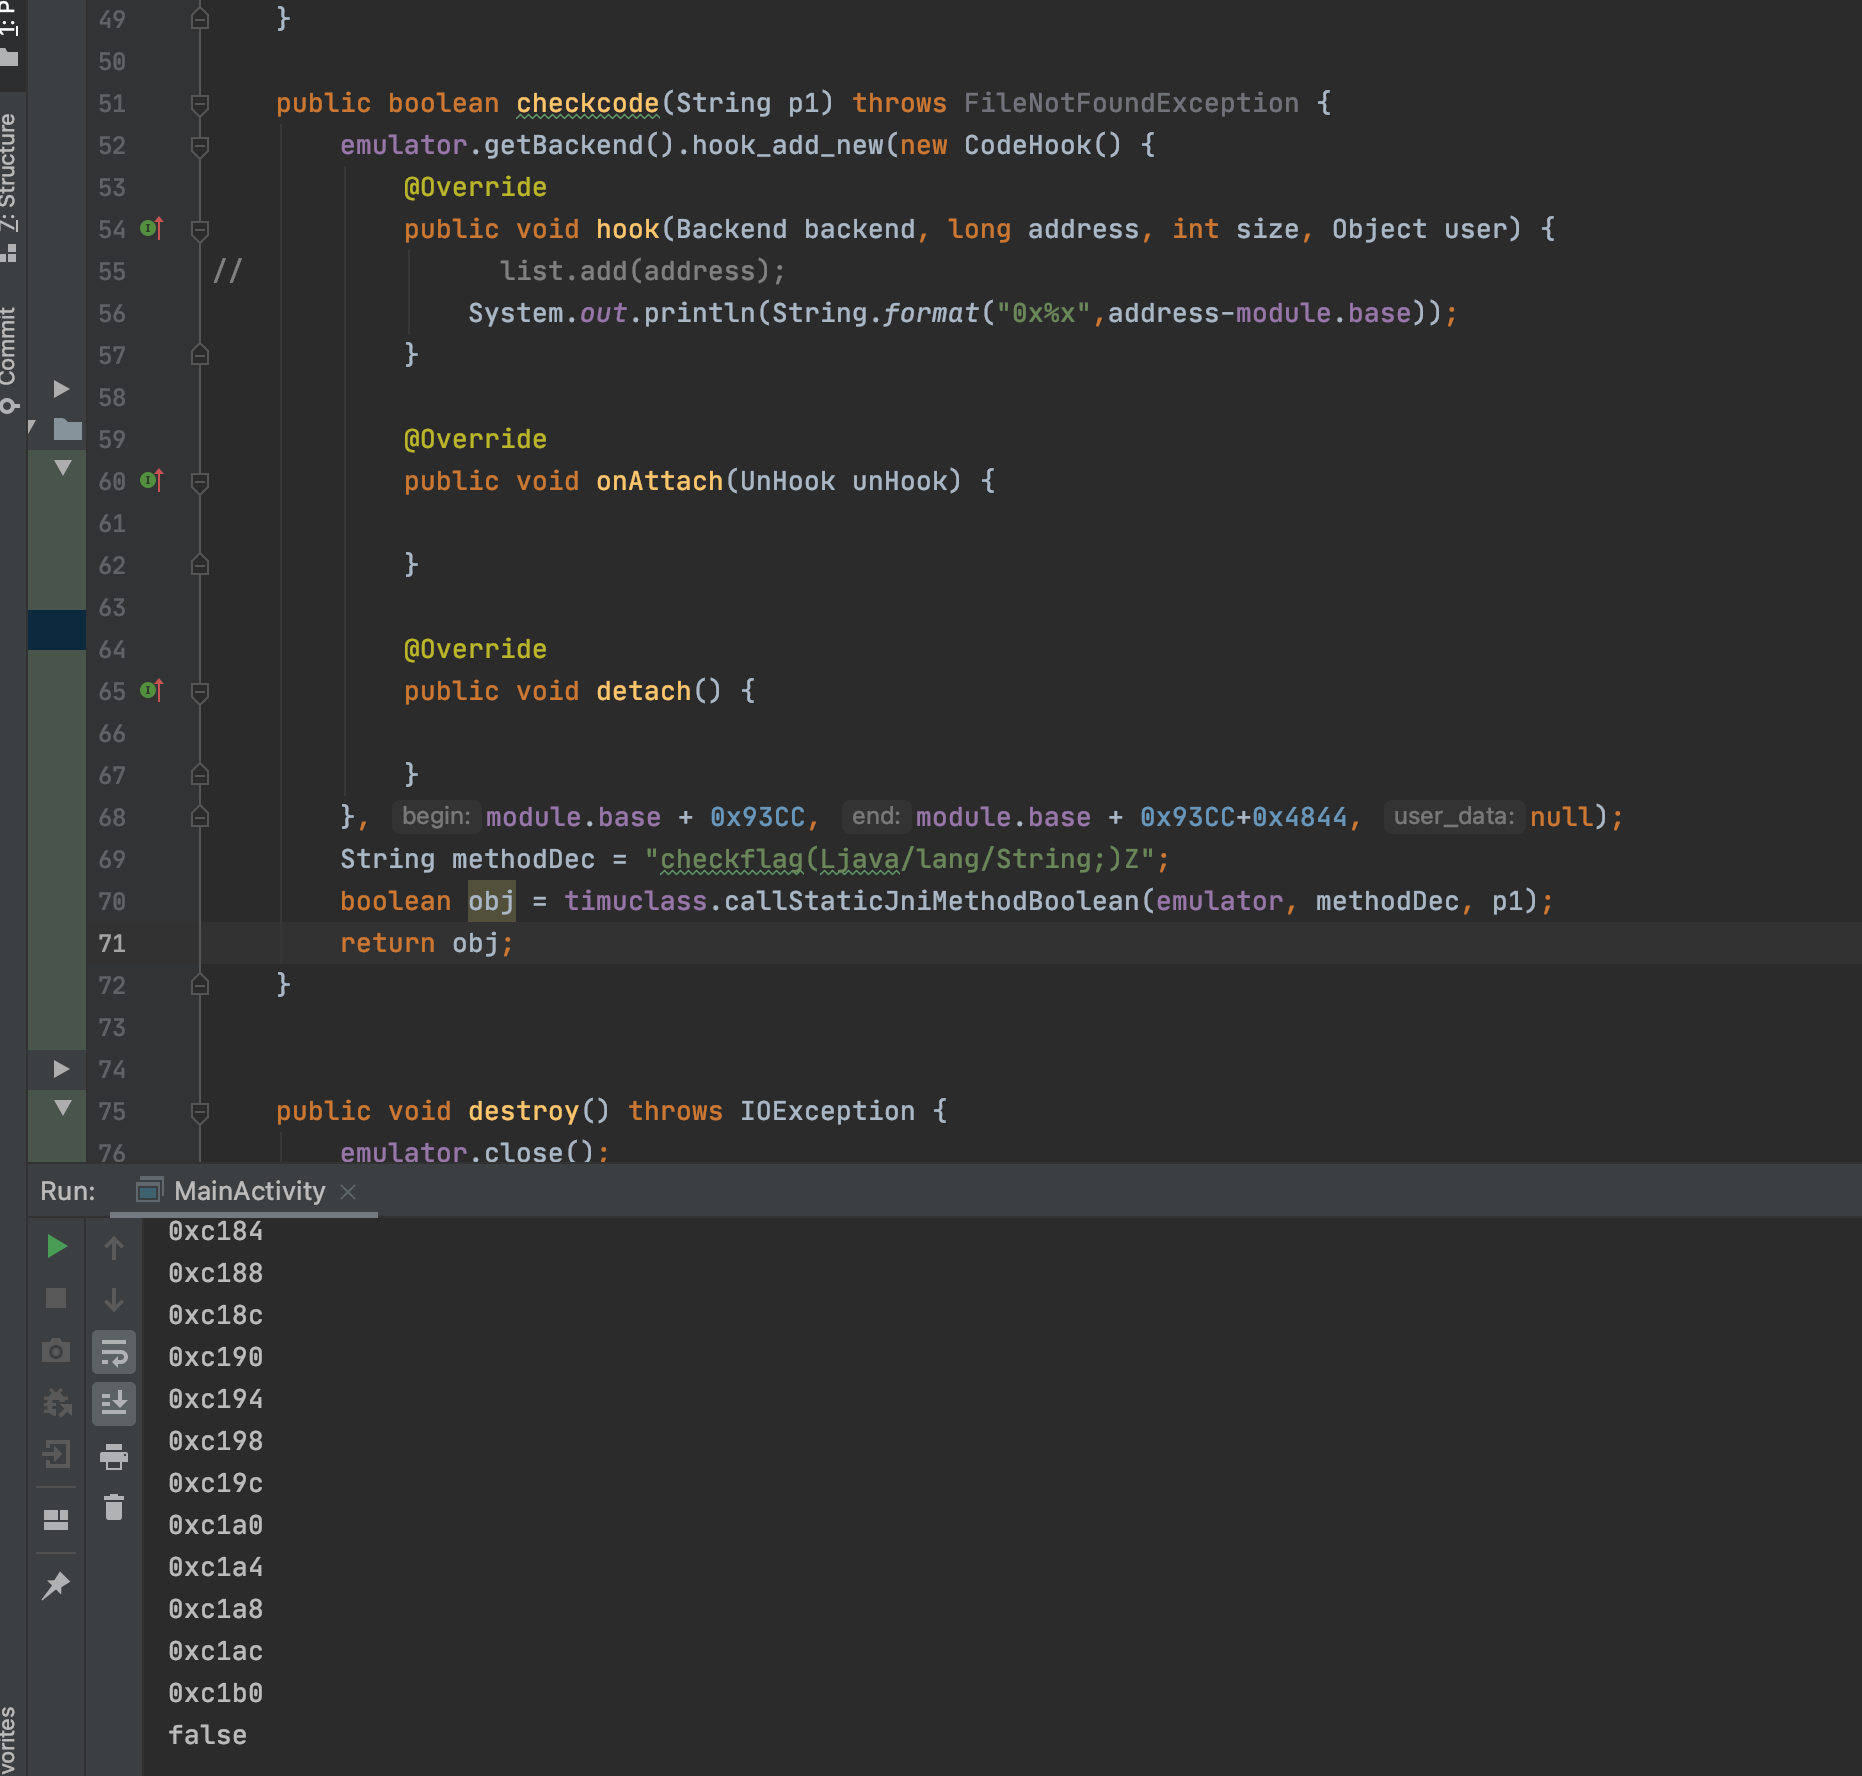 1: P
7: Structure
Commit
vorites
49 }
50
51 public boolean checkcode(String p1) throws FileNotFoundException {
52 emulator.getBackend().hook_add_new(new CodeHook() {
53 @Override
54 public void hook(Backend backend, long address, int size, Object user) {
55 // list.add(address);
56 System.out.println(String.format("0x%x",address-module.base));
57 }
58
59 @Override
60 public void onAttach(UnHook unHook) {
61
62 }
63
64 @Override
65 public void detach() {
66
67 }
68 }, begin: module.base + 0x93CC, end: module.base + 0x93CC+0x4844, user_data: null);
69 String methodDec = "checkflag(Ljava/lang/String;)Z";
70 boolean obj = timuclass.callStaticJniMethodBoolean(emulator, methodDec, p1);
71 return obj;
72 }
73
74
75 public void destroy() throws IOException {
76 emulator.close();
Run: MainActivity
0xc184
0xc188
0xc18c
0xc190
0xc194
0xc198
0xc19c
0xc1a0
0xc1a4
0xc1a8
0xc1ac
0xc1b0
false